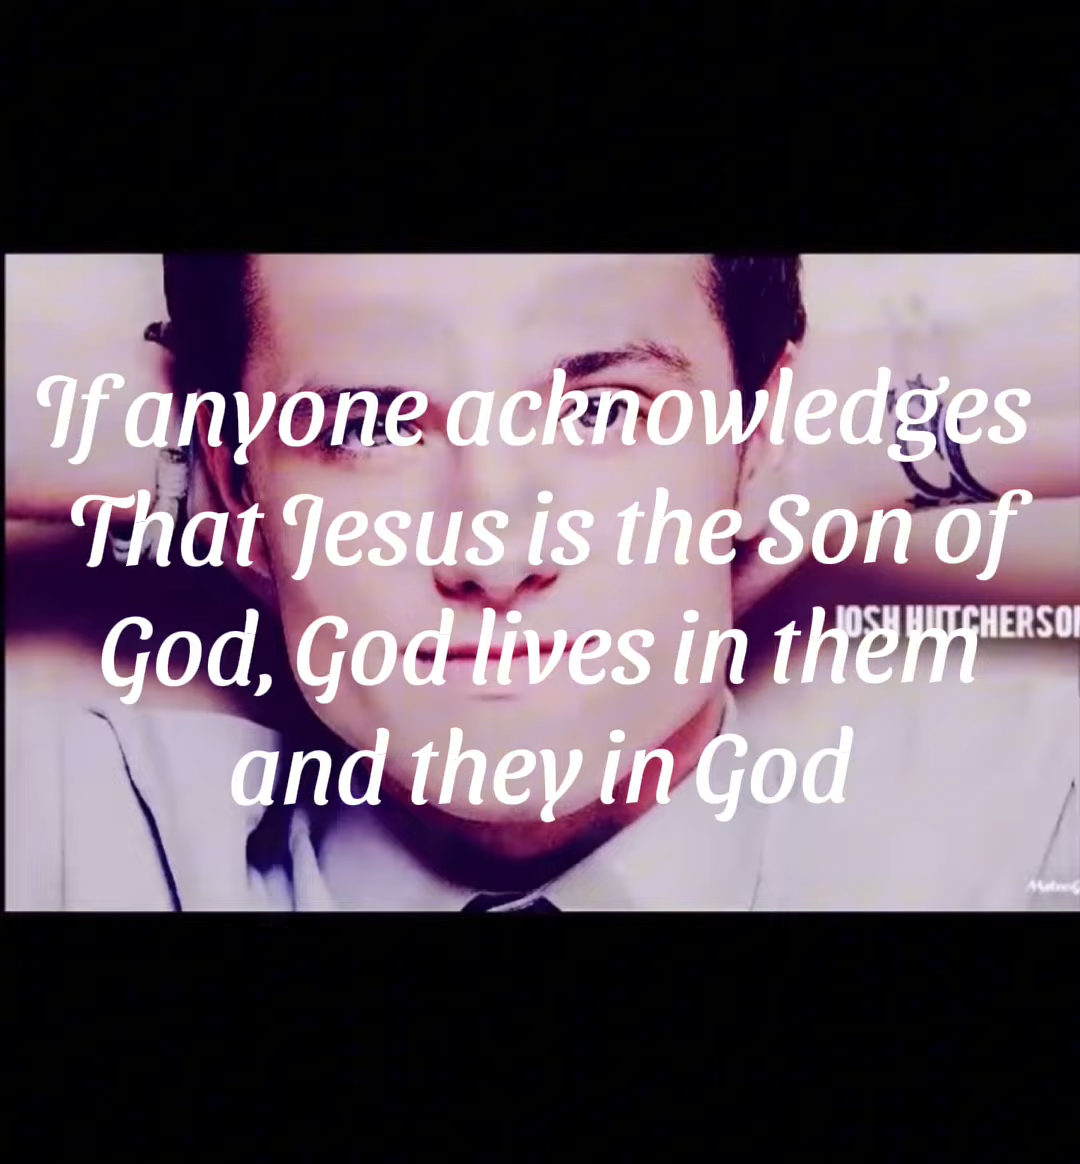 If anyone acknowledges
That Jesus is the Son of
JOSH HUTCHERSON
God, God lives in them
and they in God